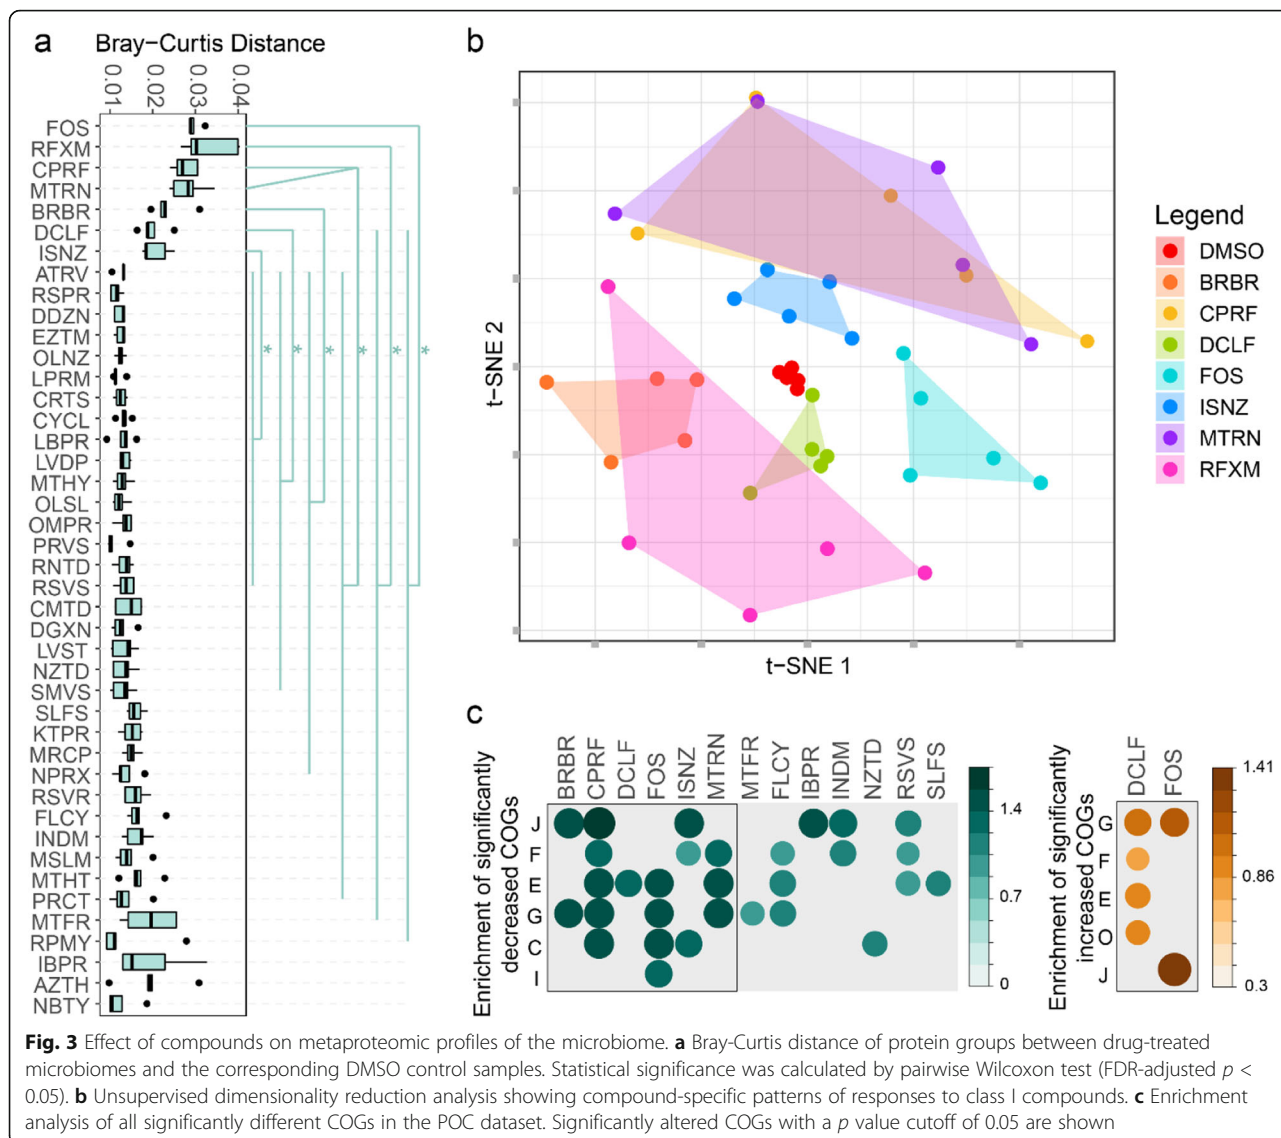 a
Bray−Curtis Distance
0.01
0.02
0.03
0.04
FOS
RFXM
CPRF
MTRN
BRBR
DCLF
ISNZ
ATRV
RSPR
DDZN
EZTM
OLNZ
LPRM
CRTS
CYCL
LBPR
LVDP
MTHY
OLSL
OMPR
PRVS
RNTD
RSVS
CMTD
DGXN
LVST
NZTD
SMVS
SLFS
KTPR
MRCP
NPRX
RSVR
FLCY
INDM
MSLM
MTHT
PRCT
MTFR
RPMY
IBPR
AZTH
NBTY
* * * * * *
b
t−SNE 2
t−SNE 1
Legend
DMSO
BRBR
CPRF
DCLF
FOS
ISNZ
MTRN
RFXM
c
Enrichment of significantly
decreased COGs
BRBR
CPRF
DCLF
FOS
ISNZ
MTRN
MTFR
FLCY
IBPR
INDM
NZTD
RSVS
SLFS
J
F
E
G
C
I
1.4
0.7
0
Enrichment of significantly
increased COGs
DCLF
FOS
G
F
E
O
J
1.41
0.86
0.3
Fig. 3 Effect of compounds on metaproteomic profiles of the microbiome. a Bray-Curtis distance of protein groups between drug-treated
microbiomes and the corresponding DMSO control samples. Statistical significance was calculated by pairwise Wilcoxon test (FDR-adjusted p <
0.05). b Unsupervised dimensionality reduction analysis showing compound-specific patterns of responses to class I compounds. c Enrichment
analysis of all significantly different COGs in the POC dataset. Significantly altered COGs with a p value cutoff of 0.05 are shown